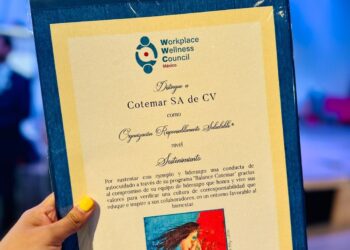 Workplace
Wellness
Council
México
Distingue a
Cotemar SA de CV
como
Organización Responsablemente Saludable®
nivel
Sostenimiento
Por sustentar con ejemplo y liderazgo una conducta de
autocuidado a través de su programa "Balance Cotemar" gracias
al compromiso de su equipo de liderazgo que honra y vive sus
valores para verificar una cultura de corresponsabilidad que
eduque e inspire a sus colaboradores, en un entorno favorable al
bienestar